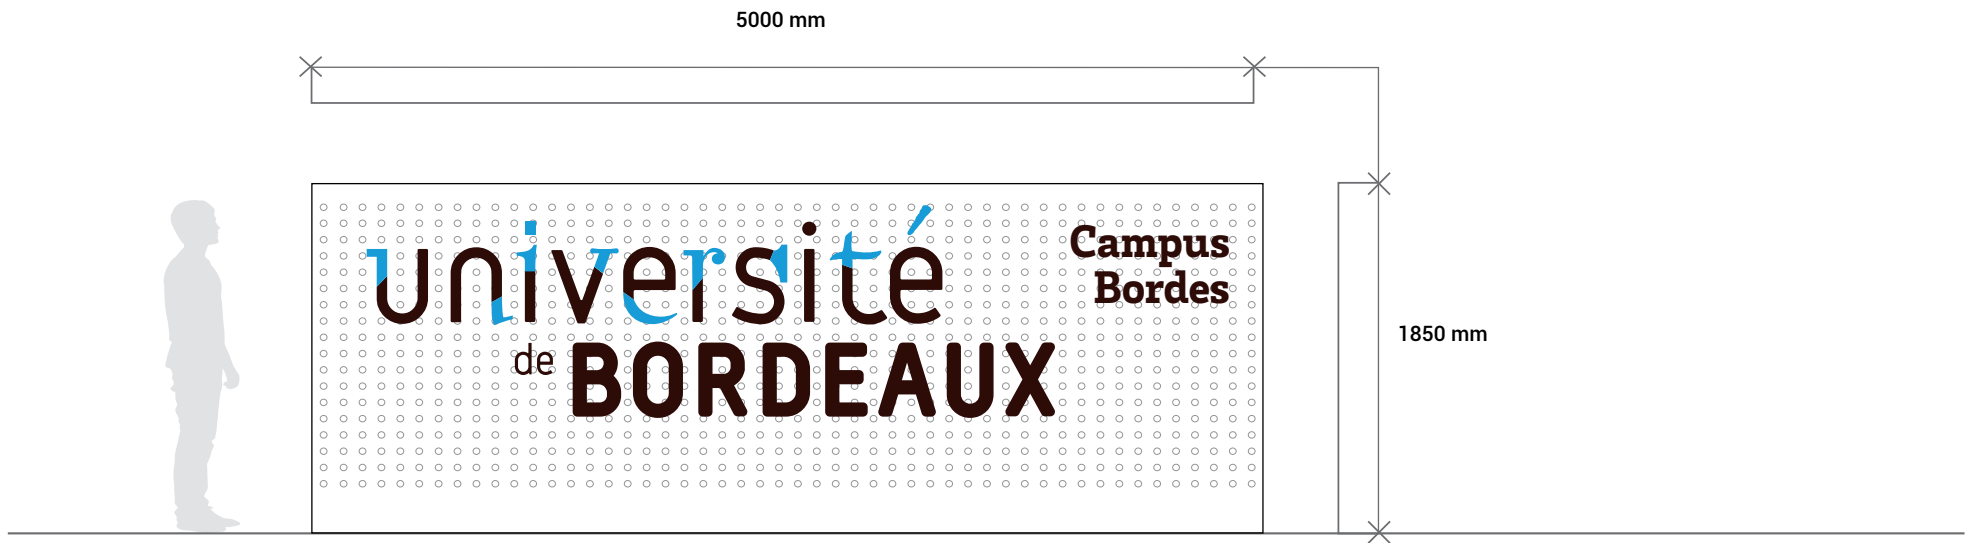 5000 mm
université
de BORDEAUX
Campus
Bordes
1850 mm